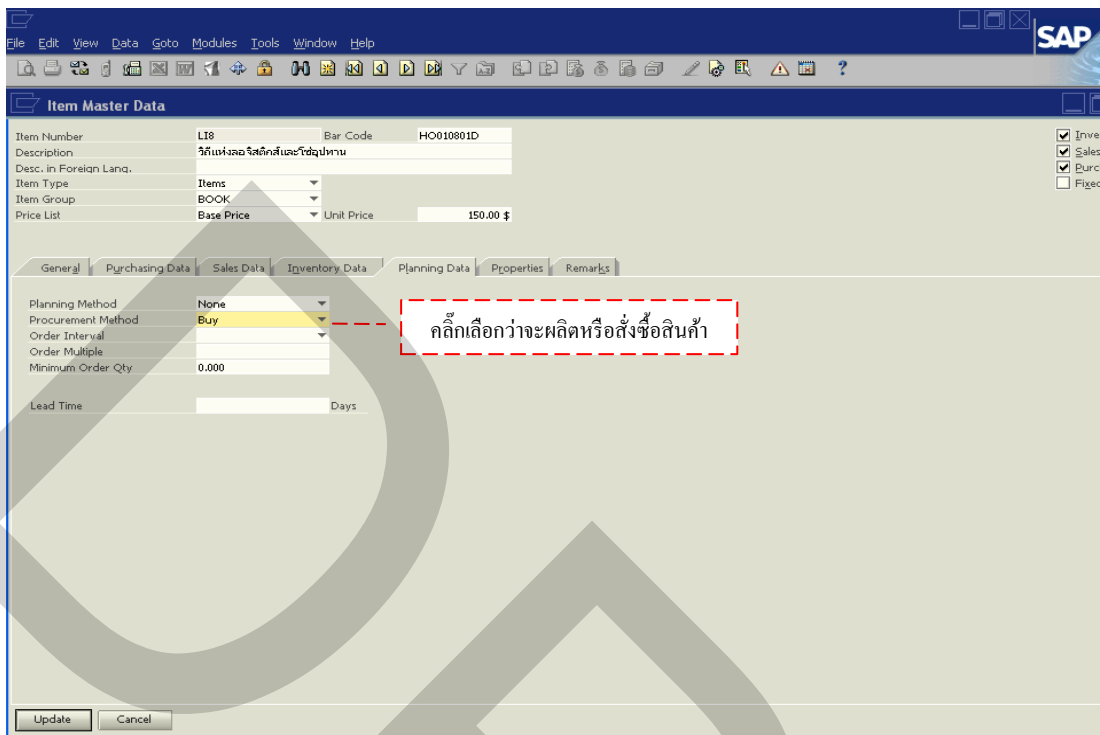 File Edit View Data Goto Modules Tools Window Help
SAP
Item Master Data
Item Number LI8 Bar Code HO010801D
Description วิถีแห่งลอจิสติกส์และโซ่อุปทาน
Desc. in Foreign Lang.
Item Type Items
Item Group BOOK
Price List Base Price Unit Price 150.00 $
Inve
Sales
Purc
Fixed
General Purchasing Data Sales Data Inventory Data Planning Data Properties Remarks
Planning Method None
Procurement Method Buy
Order Interval
Order Multiple
Minimum Order Qty 0.000
Lead Time Days
คลิ๊กเลือกว่าจะผลิตหรือสั่งซื้อสินค้า
Update Cancel